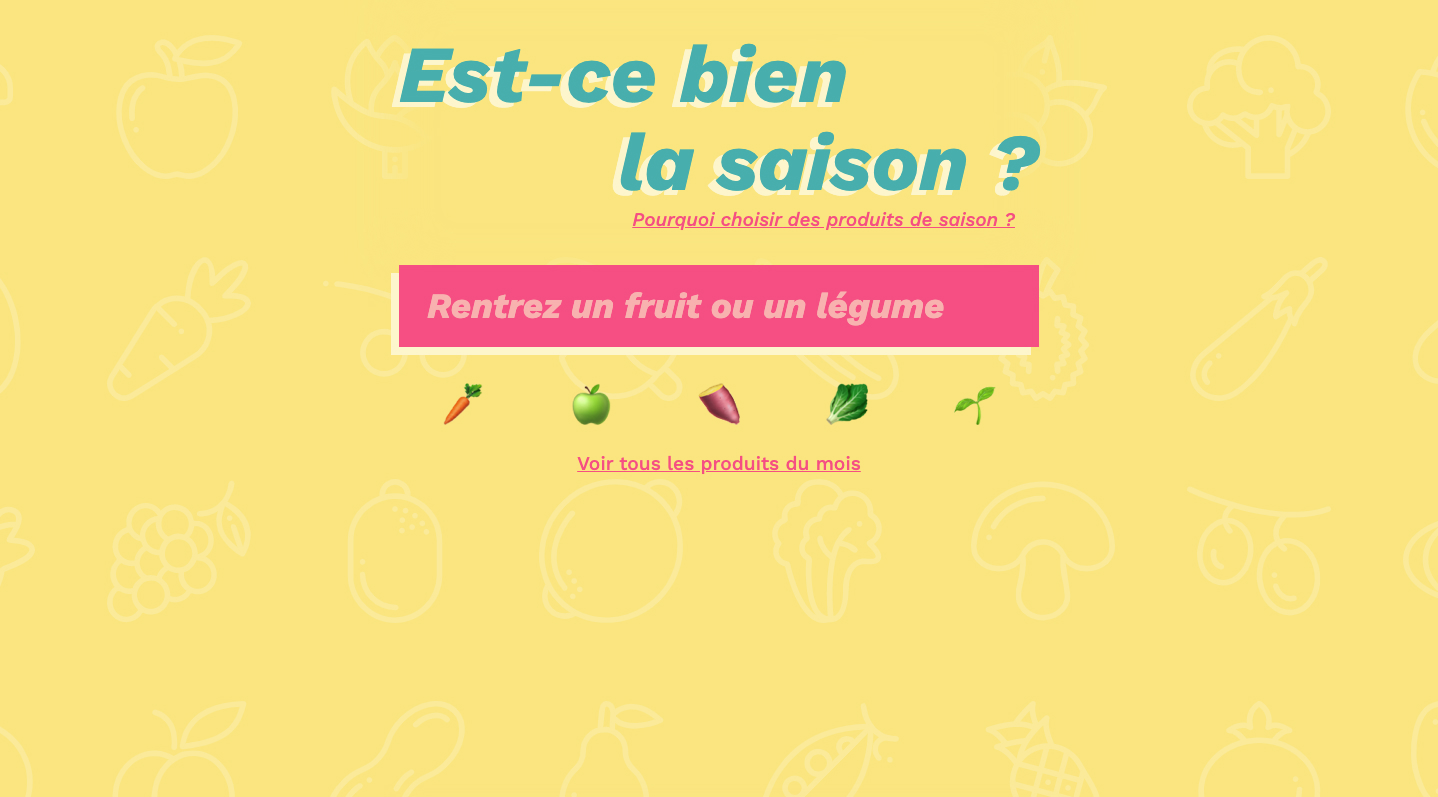 Est-ce bien
la saison ?
Pourquoi choisir des produits de saison ?
Rentrez un fruit ou un légume
Voir tous les produits du mois